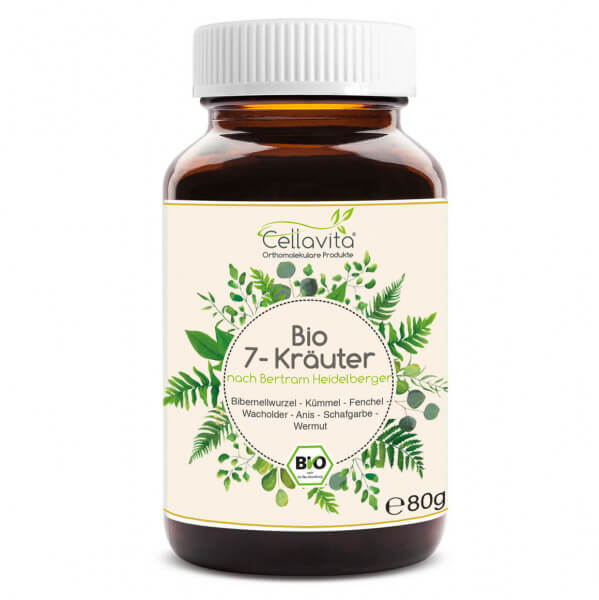 Cellavita®
Orthomolekulare Produkte
Bio
7-Kräuter
nach Bertram Heidelberger
Bibernellwurzel - Kümmel - Fenchel -
Wacholder - Anis - Schafgarbe -
Wermut
BiO
℮80g